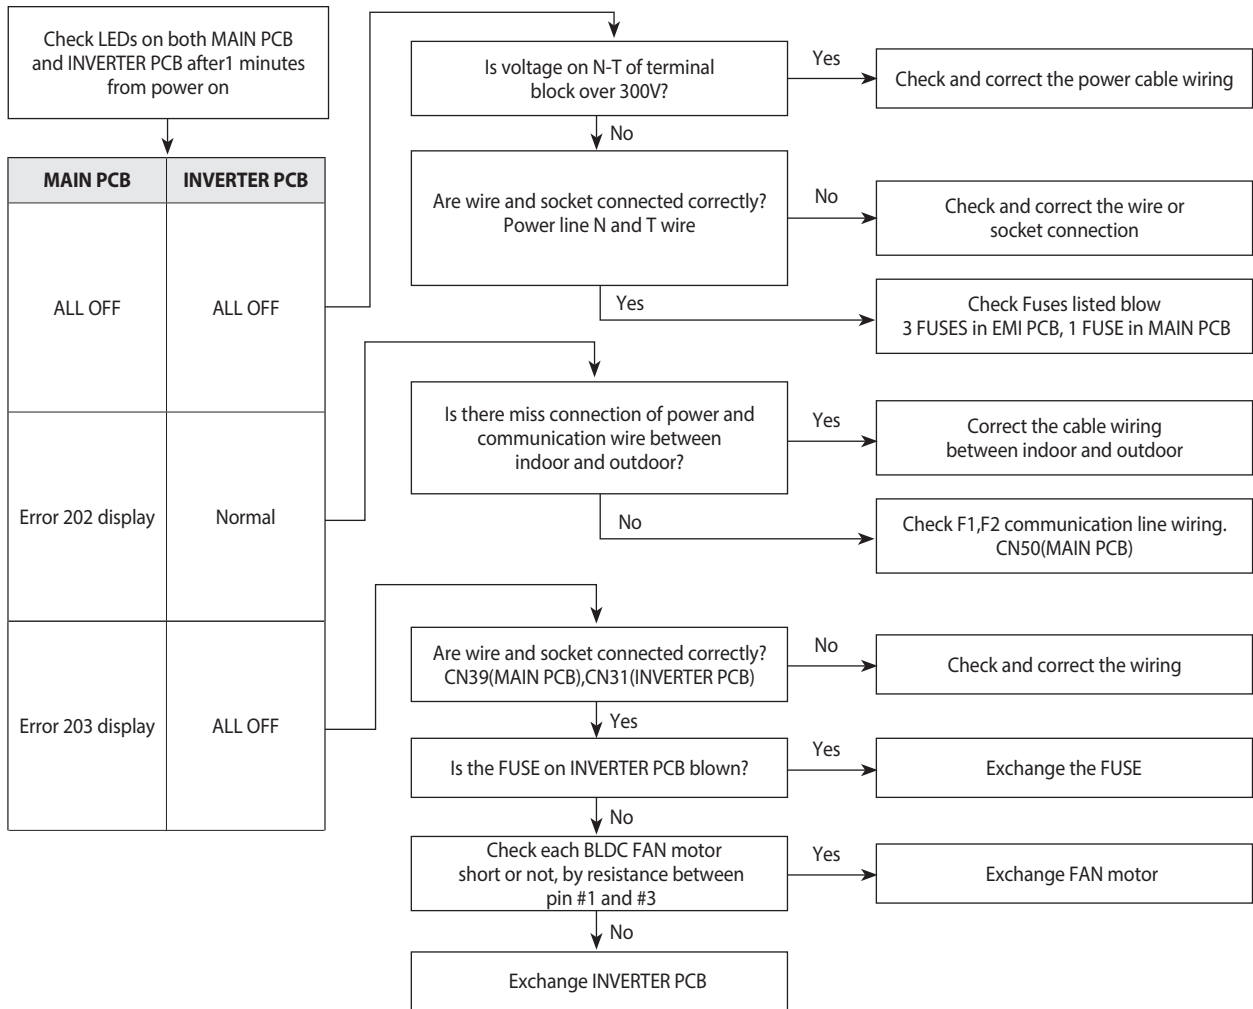 Check LEDs on both MAIN PCB
and INVERTER PCB after1 minutes
from power on
MAIN PCB
INVERTER PCB
ALL OFF
ALL OFF
Error 202 display
Normal
Error 203 display
ALL OFF
Is voltage on N-T of terminal
block over 300V?
Yes
Check and correct the power cable wiring
No
Are wire and socket connected correctly?
Power line N and T wire
No
Check and correct the wire or
socket connection
Yes
Check Fuses listed blow
3 FUSES in EMI PCB, 1 FUSE in MAIN PCB
Is there miss connection of power and
communication wire between
indoor and outdoor?
Yes
Correct the cable wiring
between indoor and outdoor
No
Check F1,F2 communication line wiring.
CN50(MAIN PCB)
Are wire and socket connected correctly?
CN39(MAIN PCB),CN31(INVERTER PCB)
No
Check and correct the wiring
Yes
Is the FUSE on INVERTER PCB blown?
Yes
Exchange the FUSE
No
Check each BLDC FAN motor
short or not, by resistance between
pin #1 and #3
Yes
Exchange FAN motor
No
Exchange INVERTER PCB